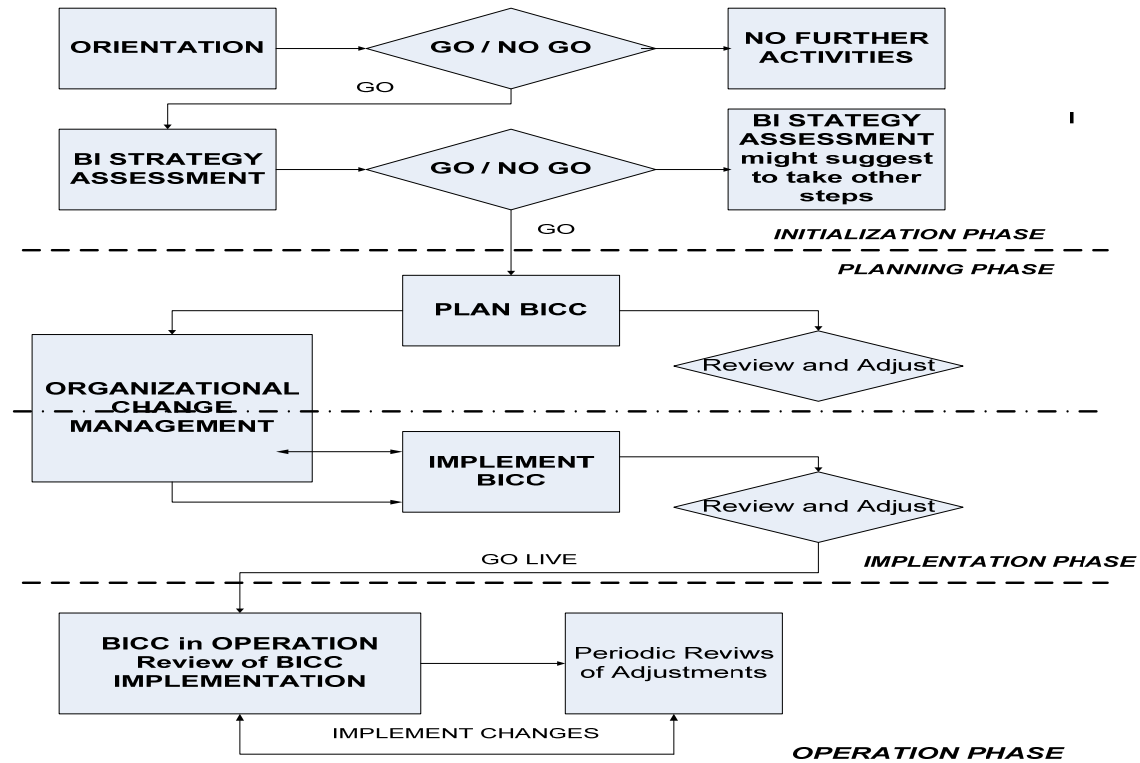 ORIENTATION
GO / NO GO
NO FURTHER
ACTIVITIES
GO
BI STRATEGY
ASSESSMENT
GO / NO GO
BI STATEGY
ASSESSMENT
might suggest
to take other
steps
I
GO
INITIALIZATION PHASE
PLANNING PHASE
PLAN BICC
Review and Adjust
ORGANIZATIONAL
CHANGE
MANAGEMENT
IMPLEMENT
BICC
Review and Adjust
GO LIVE
IMPLENTATION PHASE
BICC in OPERATION
Review of BICC
IMPLEMENTATION
Periodic Reviws
of Adjustments
IMPLEMENT CHANGES
OPERATION PHASE